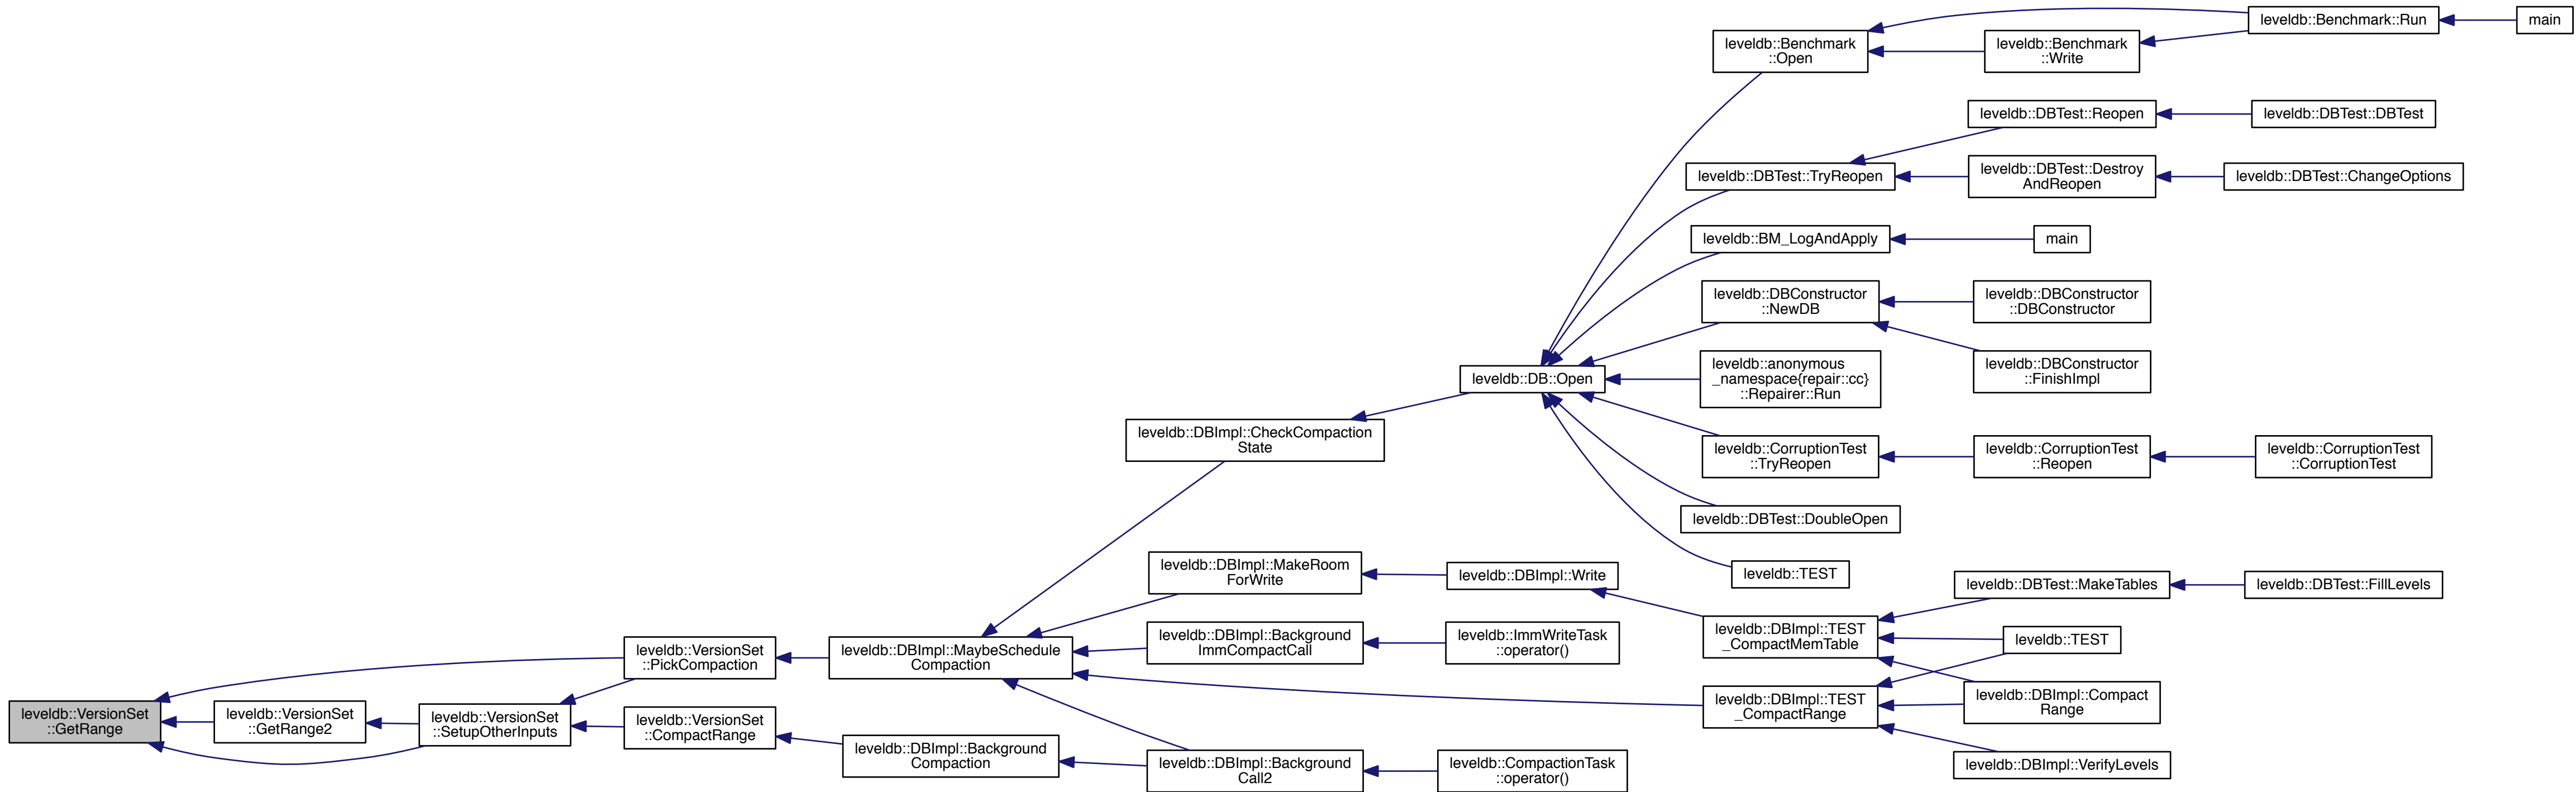 leveldb::VersionSet
::GetRange
leveldb::VersionSet
::GetRange2
leveldb::VersionSet
::SetupOtherInputs
leveldb::VersionSet
::PickCompaction
leveldb::VersionSet
::CompactRange
leveldb::DBImpl::MaybeSchedule
Compaction
leveldb::DBImpl::Background
Compaction
leveldb::DBImpl::CheckCompaction
State
leveldb::DBImpl::MakeRoom
ForWrite
leveldb::DBImpl::Background
ImmCompactCall
leveldb::DBImpl::Background
Call2
leveldb::DB::Open
leveldb::DBImpl::Write
leveldb::ImmWriteTask
::operator()
leveldb::CompactionTask
::operator()
leveldb::Benchmark
::Open
leveldb::DBTest::TryReopen
leveldb::BM_LogAndApply
leveldb::DBConstructor
::NewDB
leveldb::anonymous
_namespace{repair::cc}
::Repairer::Run
leveldb::CorruptionTest
::TryReopen
leveldb::DBTest::DoubleOpen
leveldb::TEST
leveldb::DBImpl::TEST
_CompactMemTable
leveldb::DBImpl::TEST
_CompactRange
leveldb::Benchmark
::Write
leveldb::DBTest::Reopen
leveldb::DBTest::Destroy
AndReopen
main
leveldb::DBConstructor
::DBConstructor
leveldb::DBConstructor
::FinishImpl
leveldb::CorruptionTest
::Reopen
leveldb::DBTest::MakeTables
leveldb::TEST
leveldb::DBImpl::Compact
Range
leveldb::DBImpl::VerifyLevels
leveldb::Benchmark::Run
leveldb::DBTest::DBTest
leveldb::DBTest::ChangeOptions
leveldb::CorruptionTest
::CorruptionTest
leveldb::DBTest::FillLevels
main